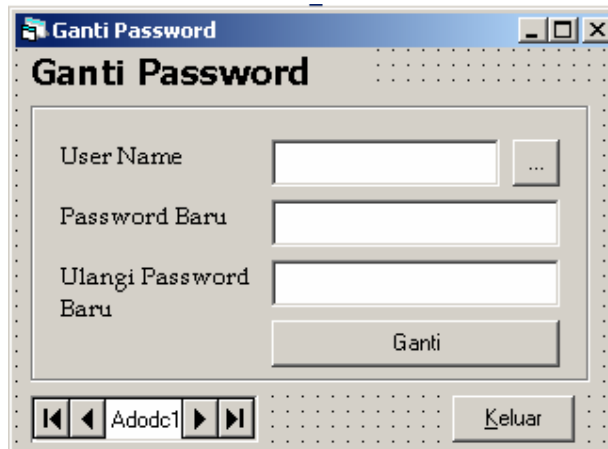 Ganti Password
Ganti Password
User Name
...
Password Baru
Ulangi Password
Baru
Ganti
Adodc1
Keluar